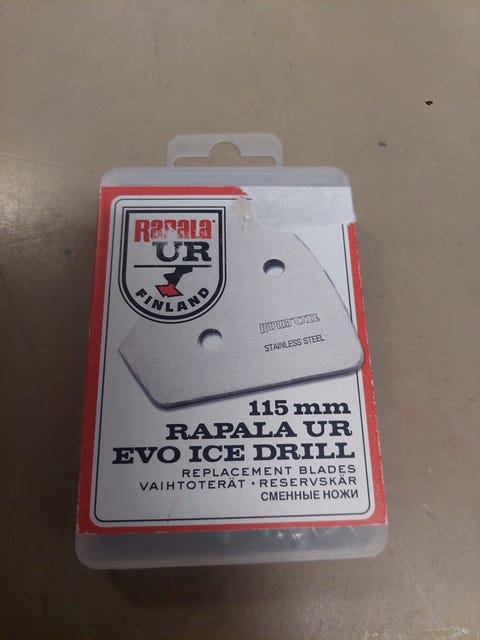 Rapala
UR
FINLAND
STAINLESS STEEL
115 mm
RAPALA UR
EVO ICE DRILL
REPLACEMENT BLADES
VAIHTOTERÄT • RESERVSKÄR
СМЕННЫЕ НОЖИ